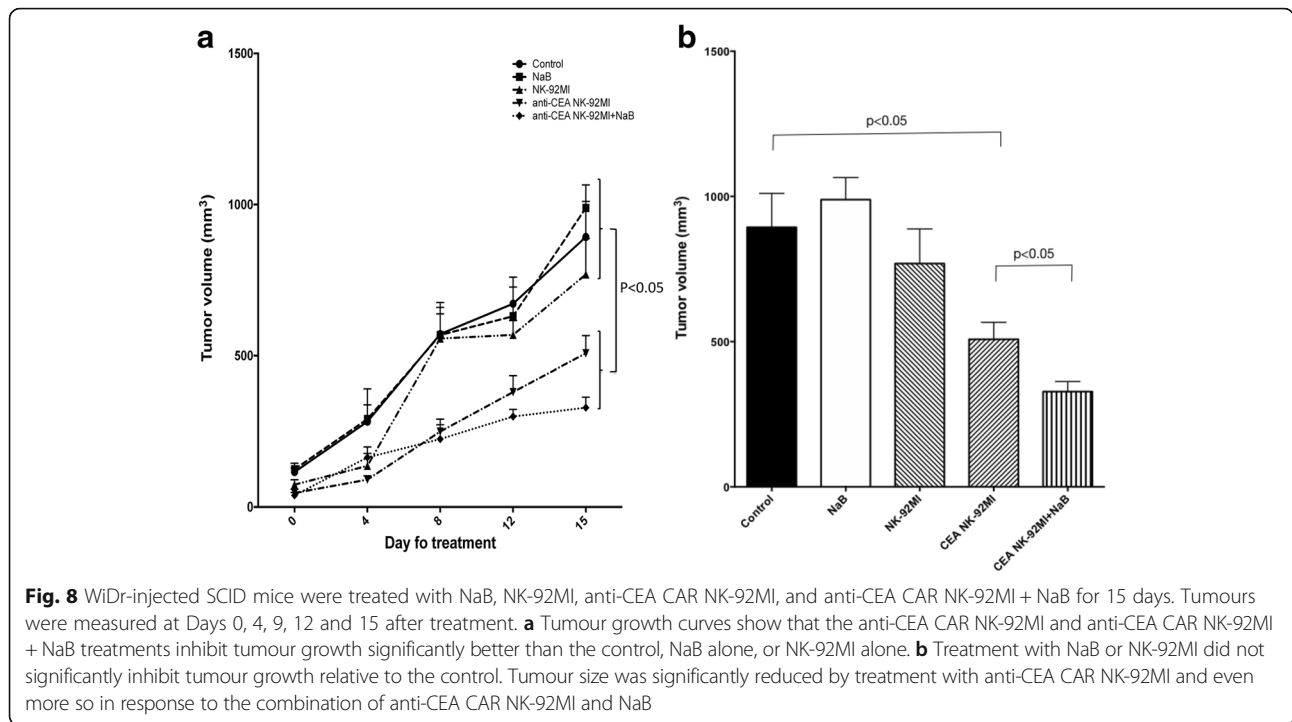 a
1500
1000
500
0
Tumor volume (mm³)
Control
NaB
NK-92MI
anti-CEA NK-92MI
anti-CEA NK-92MI+NaB
P<0.05
0
4
8
12
15
Day fo treatment
b
1500
1000
500
0
Tumor volume (mm³)
p<0.05
p<0.05
Control
NaB
NK-92MI
CEA NK-92MI
CEA NK-92MI+NaB
Fig. 8 WiDr-injected SCID mice were treated with NaB, NK-92MI, anti-CEA CAR NK-92MI, and anti-CEA CAR NK-92MI + NaB for 15 days. Tumours
were measured at Days 0, 4, 9, 12 and 15 after treatment. a Tumour growth curves show that the anti-CEA CAR NK-92MI and anti-CEA CAR NK-92MI
+ NaB treatments inhibit tumour growth significantly better than the control, NaB alone, or NK-92MI alone. b Treatment with NaB or NK-92MI did not
significantly inhibit tumour growth relative to the control. Tumour size was significantly reduced by treatment with anti-CEA CAR NK-92MI and even
more so in response to the combination of anti-CEA CAR NK-92MI and NaB